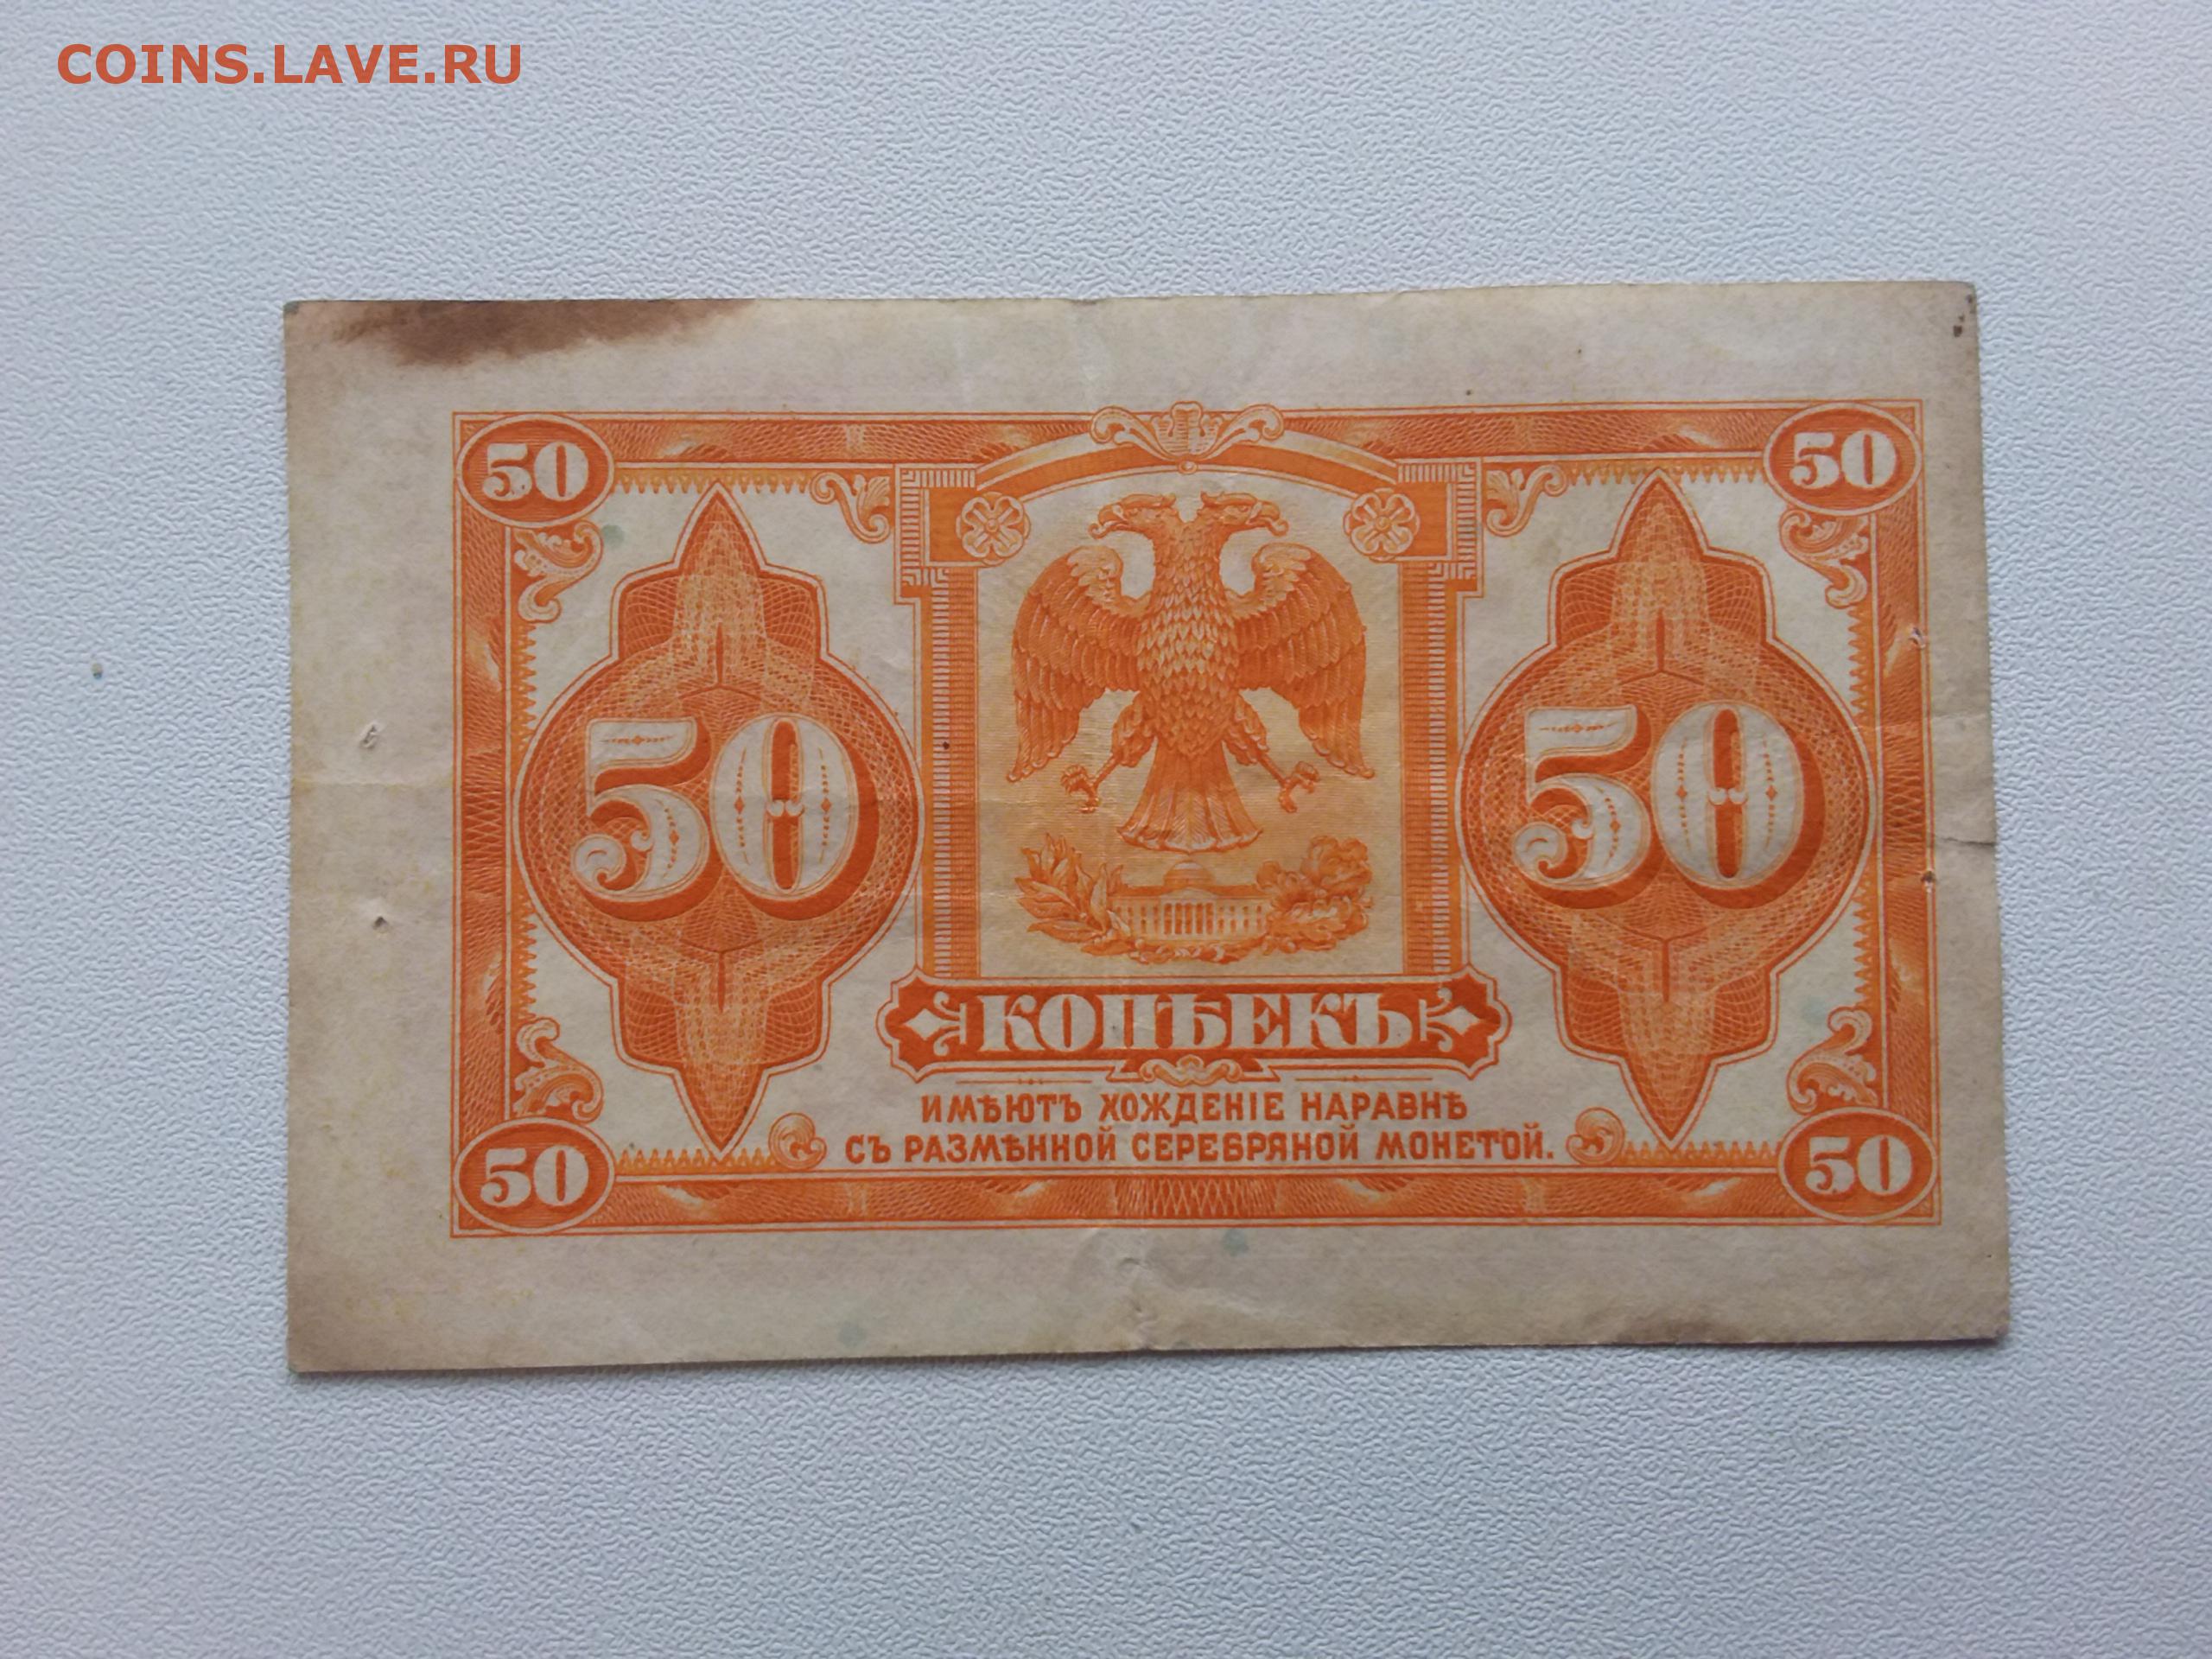 COINS.LAVE.RU
50 50
50 50
КОПѢЕКЪ
ИМѢЮТЪ ХОЖДЕНІЕ НАРАВНѢ
СЪ РАЗМѢННОЙ СЕРЕБРЯНОЙ МОНЕТОЙ.
50 50